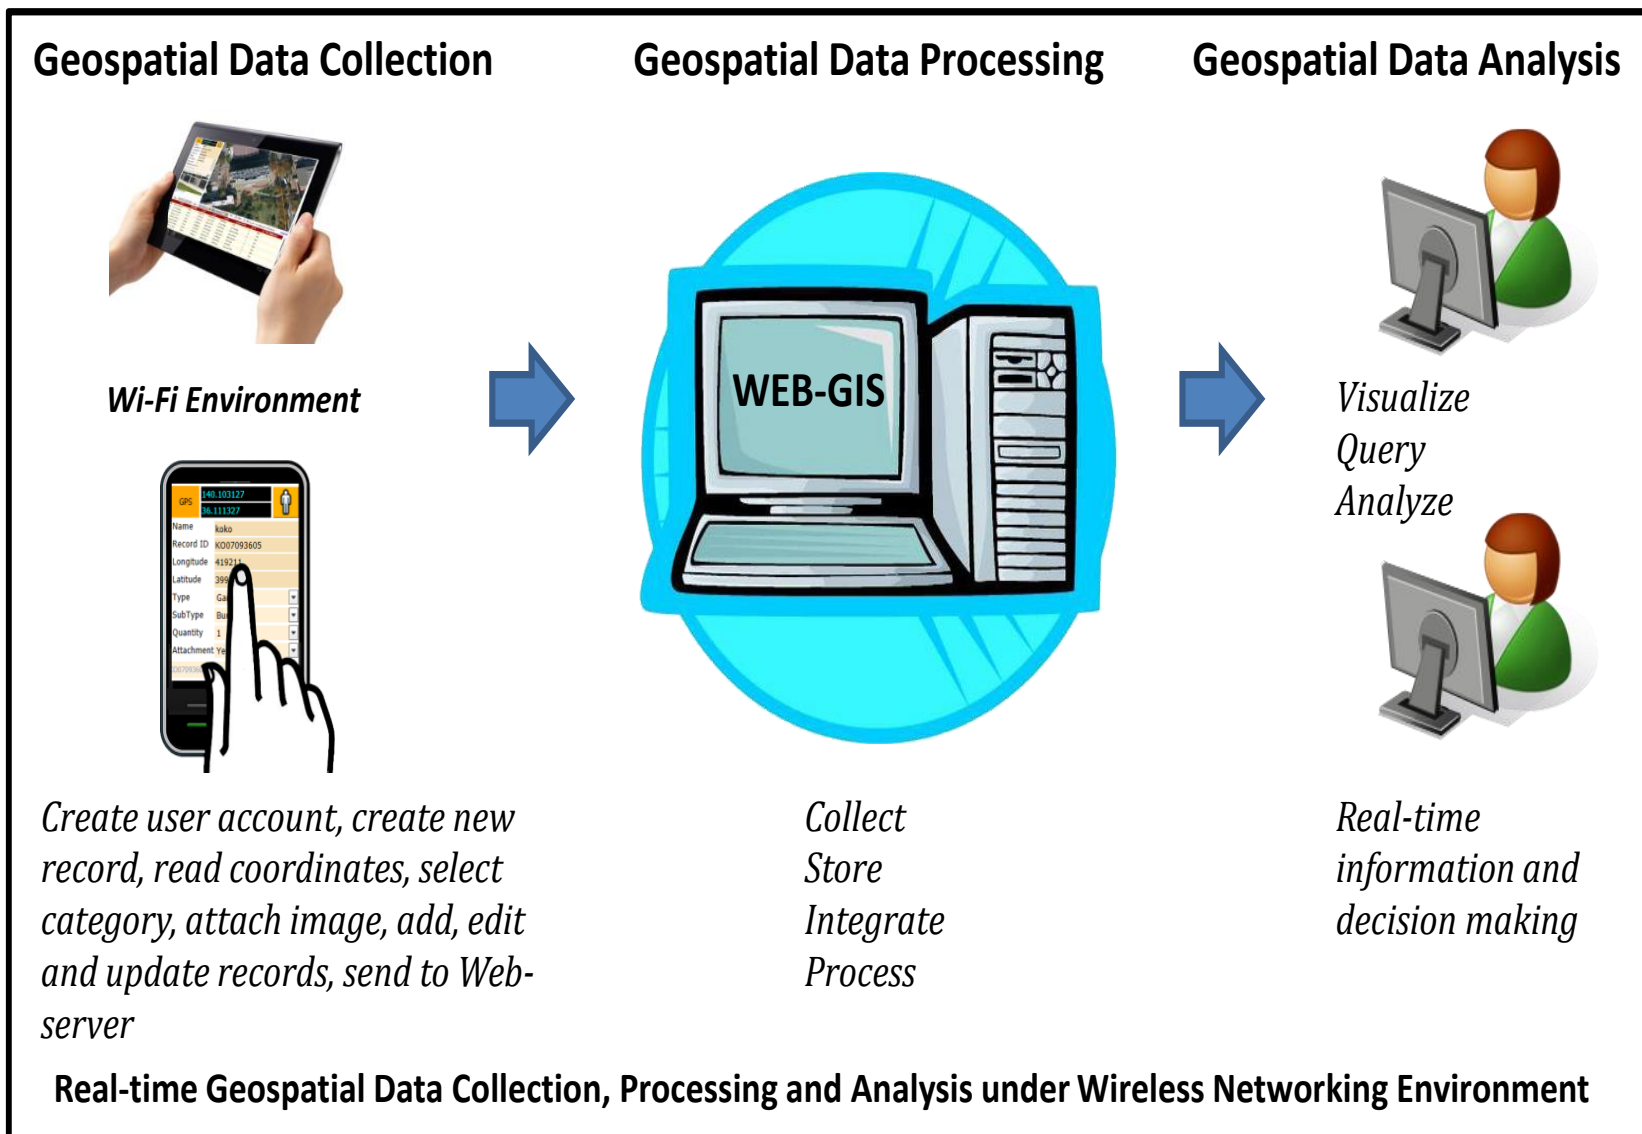 Geospatial Data Collection
Geospatial Data Processing
Geospatial Data Analysis
Wi-Fi Environment
WEB-GIS
Visualize
Query
Analyze
GPS
140.103127
36.111327
Name koko
Record ID KO07093605
Longitude 419211
Latitude 399
Type
SubType
Quantity 1
Attachment
Create user account, create new
record, read coordinates, select
category, attach image, add, edit
and update records, send to Web-
server
Collect
Store
Integrate
Process
Real-time
information and
decision making
Real-time Geospatial Data Collection, Processing and Analysis under Wireless Networking Environment